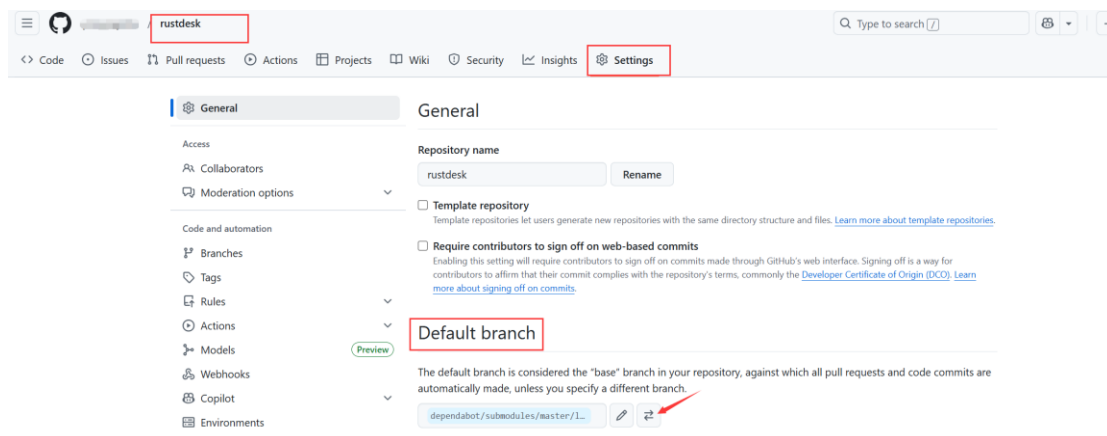 / rustdesk
Type to search /
Code Issues Pull requests Actions Projects Wiki Security Insights Settings
General
Access
Collaborators
Moderation options
Code and automation
Branches
Tags
Rules
Actions
Models Preview
Webhooks
Copilot
Environments
General
Repository name
rustdesk Rename
Template repository
Template repositories let users generate new repositories with the same directory structure and files. Learn more about template repositories.
Require contributors to sign off on web-based commits
Enabling this setting will require contributors to sign off on commits made through GitHub's web interface. Signing off is a way for
contributors to affirm that their commit complies with the repository's terms, commonly the Developer Certificate of Origin (DCO). Learn
more about signing off on commits.
Default branch
The default branch is considered the "base" branch in your repository, against which all pull requests and code commits are
automatically made, unless you specify a different branch.
dependabot/submodules/master/l…